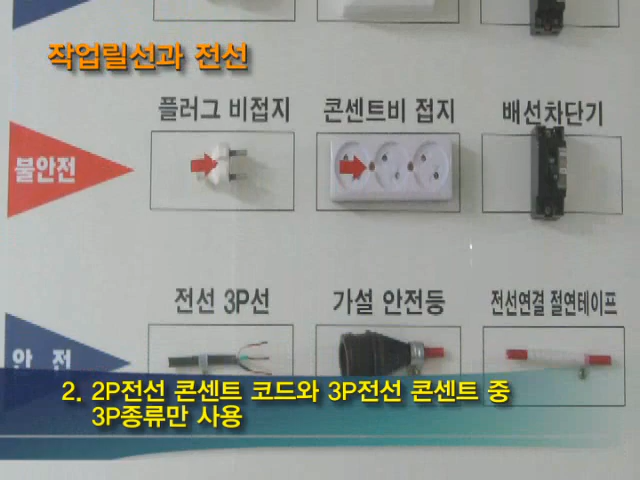 작업릴선과 전선
플러그 비접지 콘센트비 접지 배선차단기
불안전
전선 3P선 가설 안전등 전선연결 절연테이프
안 전
2. 2P전선 콘센트 코드와 3P전선 콘센트 중
3P종류만 사용